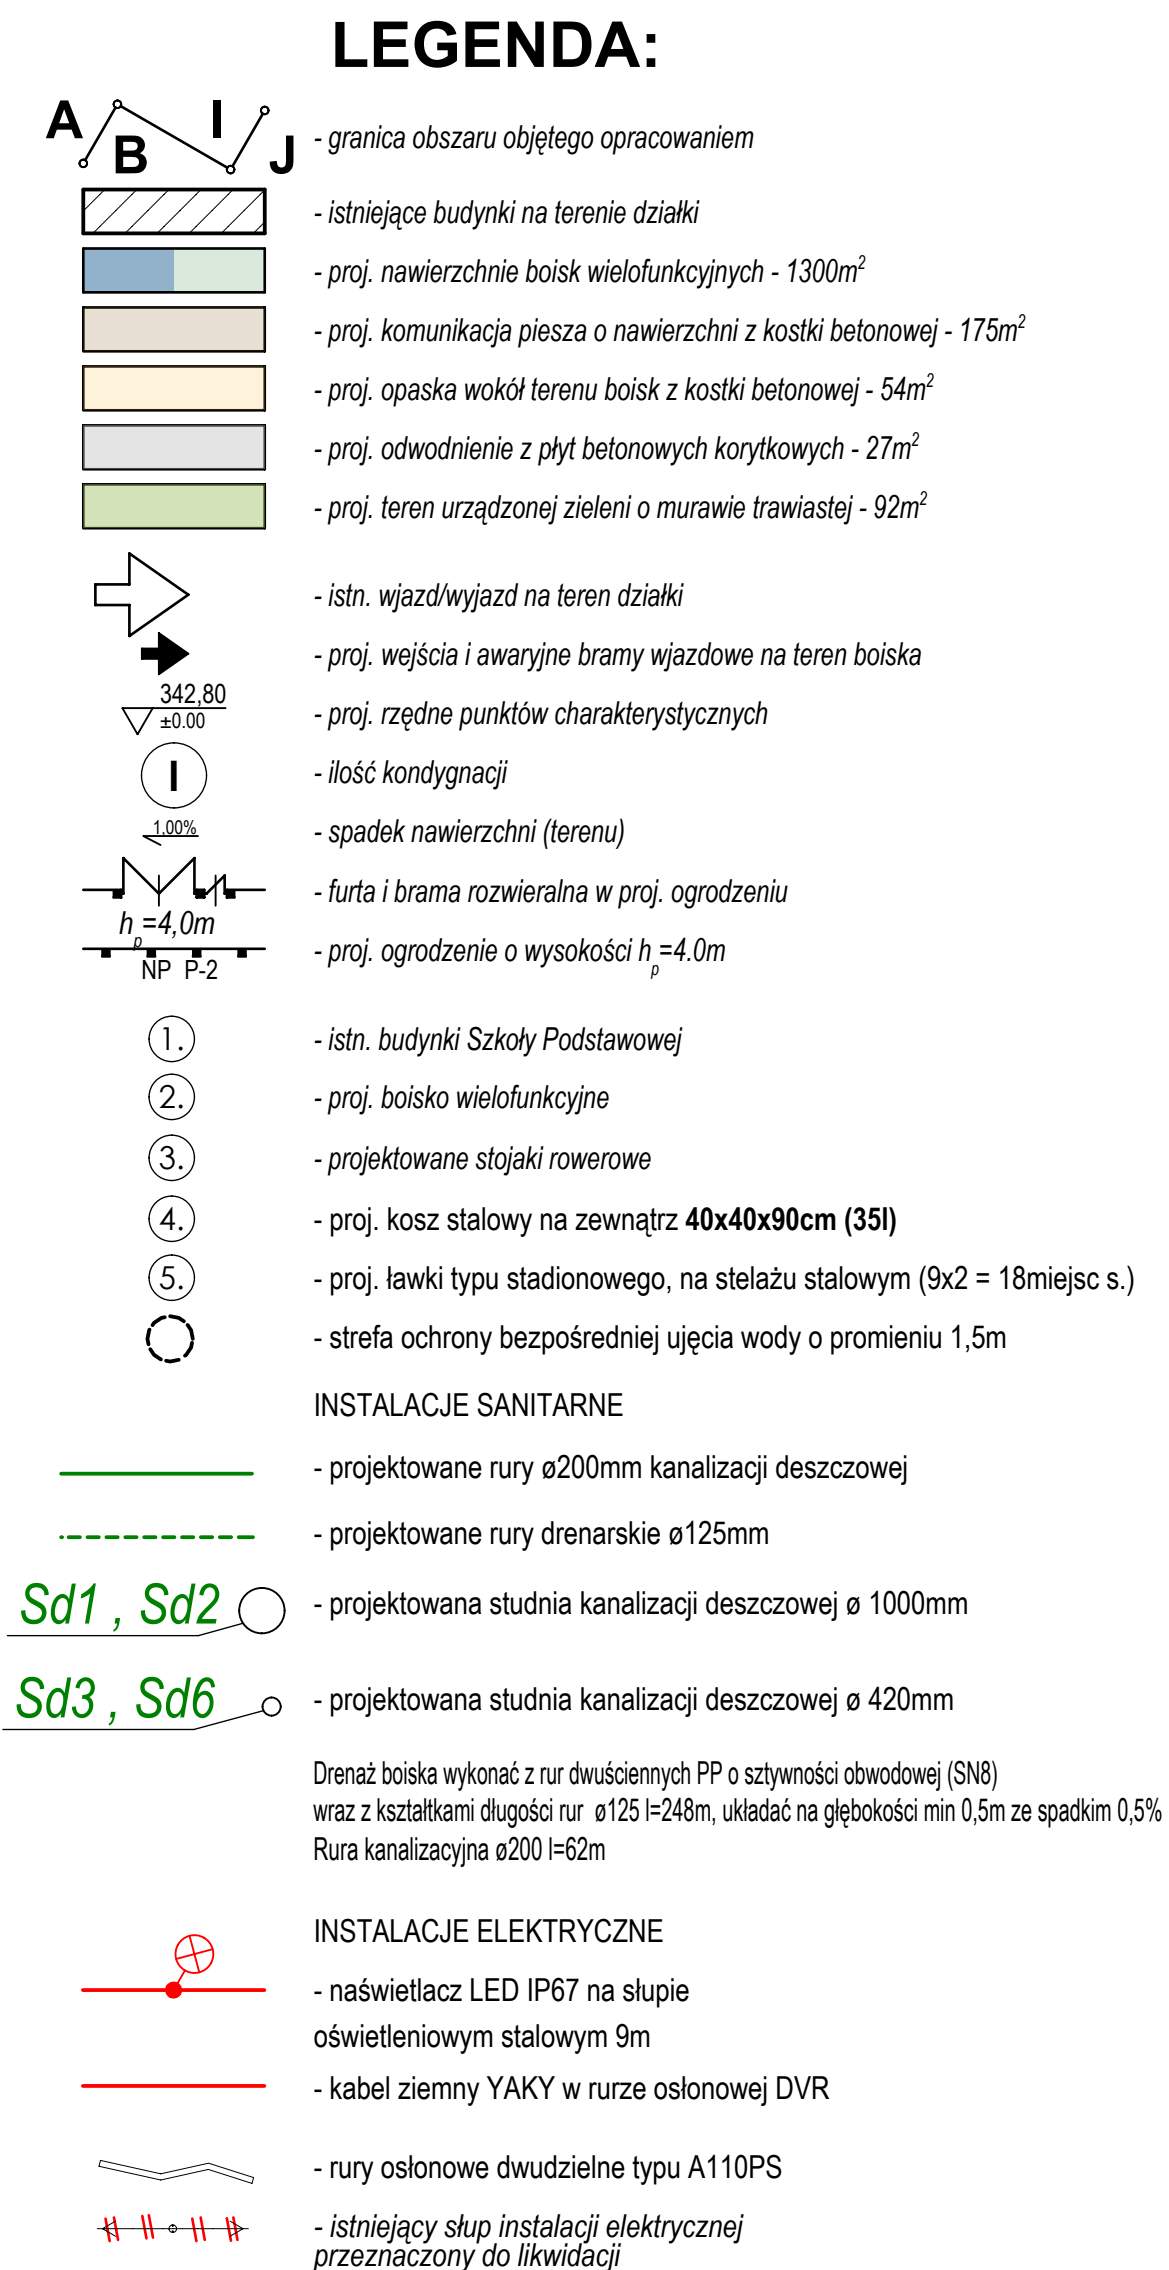 LEGENDA:
A B I J - granica obszaru objętego opracowaniem
- istniejące budynki na terenie działki
- proj. nawierzchnie boisk wielofunkcyjnych - 1300m²
- proj. komunikacja piesza o nawierzchni z kostki betonowej - 175m²
- proj. opaska wokół terenu boisk z kostki betonowej - 54m²
- proj. odwodnienie z płyt betonowych korytkowych - 27m²
- proj. teren urządzonej zieleni o murawie trawiastej - 92m²
- istn. wjazd/wyjazd na teren działki
- proj. wejścia i awaryjne bramy wjazdowe na teren boiska
342,80
±0.00
- proj. rzędne punktów charakterystycznych
I - ilość kondygnacji
1,00% - spadek nawierzchni (terenu)
- furta i brama rozwieralna w proj. ogrodzeniu
hp=4,0m
NP P-2
- proj. ogrodzenie o wysokości hp=4.0m
1. - istn. budynki Szkoły Podstawowej
2. - proj. boisko wielofunkcyjne
3. - projektowane stojaki rowerowe
4. - proj. kosz stalowy na zewnątrz 40x40x90cm (35l)
5. - proj. ławki typu stadionowego, na stelażu stalowym (9x2 = 18miejsc s.)
- strefa ochrony bezpośredniej ujęcia wody o promieniu 1,5m
INSTALACJE SANITARNE
- projektowane rury ø200mm kanalizacji deszczowej
- projektowane rury drenarskie ø125mm
Sd1 , Sd2 - projektowana studnia kanalizacji deszczowej ø 1000mm
Sd3 , Sd6 - projektowana studnia kanalizacji deszczowej ø 420mm
Drenaż boiska wykonać z rur dwuściennych PP o sztywności obwodowej (SN8)
wraz z kształtkami długości rur ø125 l=248m, układać na głębokości min 0,5m ze spadkim 0,5%
Rura kanalizacyjna ø200 l=62m
INSTALACJE ELEKTRYCZNE
- naświetlacz LED IP67 na słupie
oświetleniowym stalowym 9m
- kabel ziemny YAKY w rurze osłonowej DVR
- rury osłonowe dwudzielne typu A110PS
- istniejący słup instalacji elektrycznej
przeznaczony do likwidacji